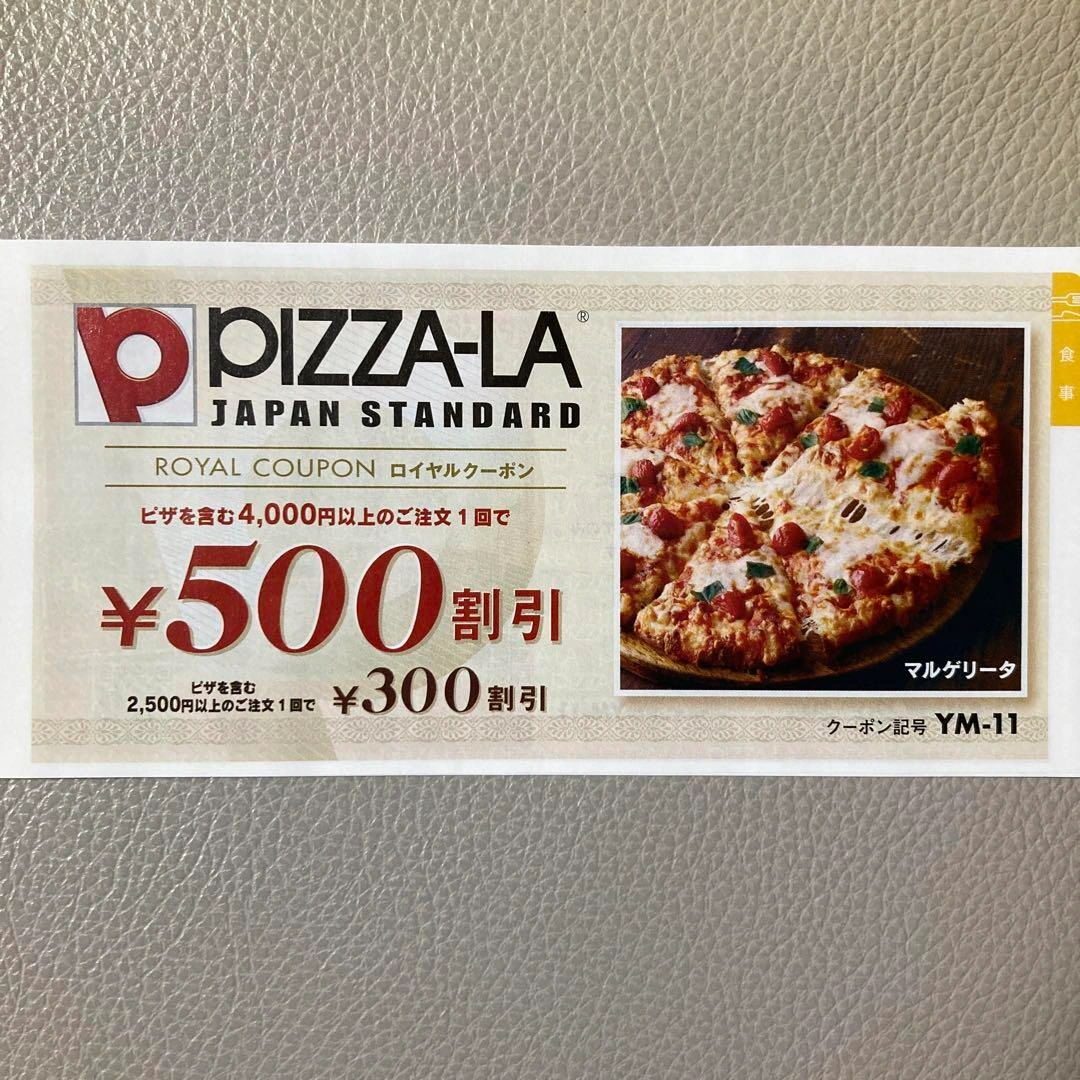 PIZZA-LA®
JAPAN STANDARD
ROYAL COUPON ロイヤルクーポン
ピザを含む4,000円以上のご注文1回で
¥500割引
ピザを含む
2,500円以上のご注文1回で ¥300割引
マルゲリータ
クーポン記号 YM-11
食事